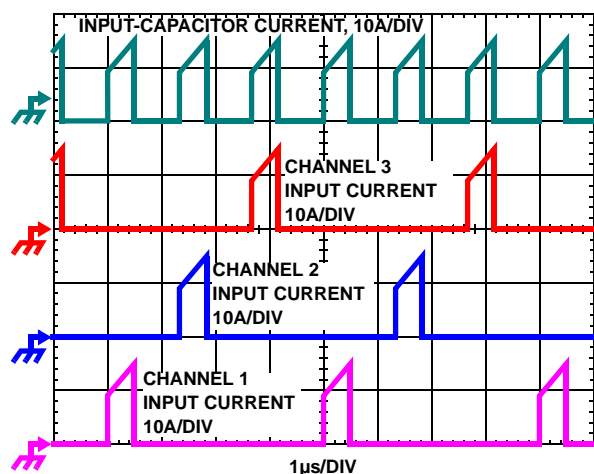 INPUT-CAPACITOR CURRENT, 10A/DIV
CHANNEL 3
INPUT CURRENT
10A/DIV
CHANNEL 2
INPUT CURRENT
10A/DIV
CHANNEL 1
INPUT CURRENT
10A/DIV
1µs/DIV